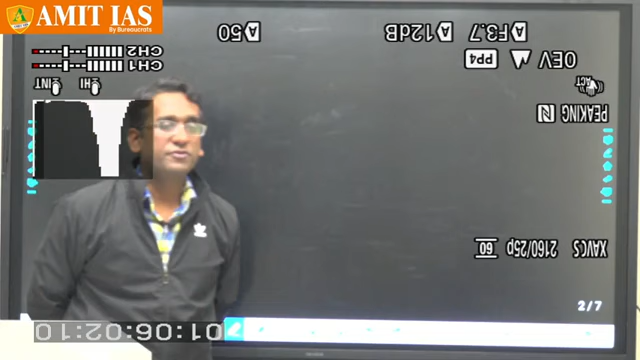 AMIT IAS
By Bureaucrats
A 50
A 12dB
A F3.7
CH2
CH1
PP4
0EV
INT
HI
ACT
PEAKING
N
XAVC S 2160/25p 60
2/7
01:06:02:10